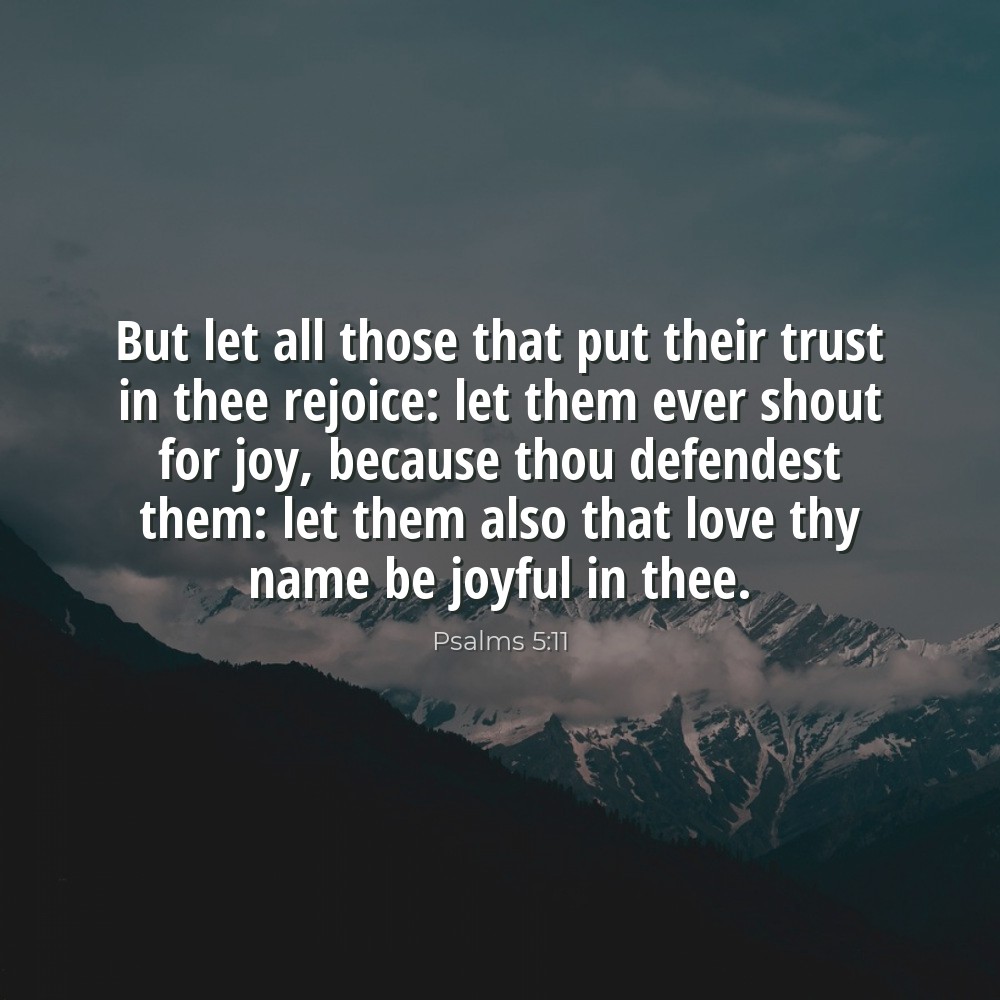 But let all those that put their trust
in thee rejoice: let them ever shout
for joy, because thou defendest
them: let them also that love thy
name be joyful in thee.
Psalms 5:11